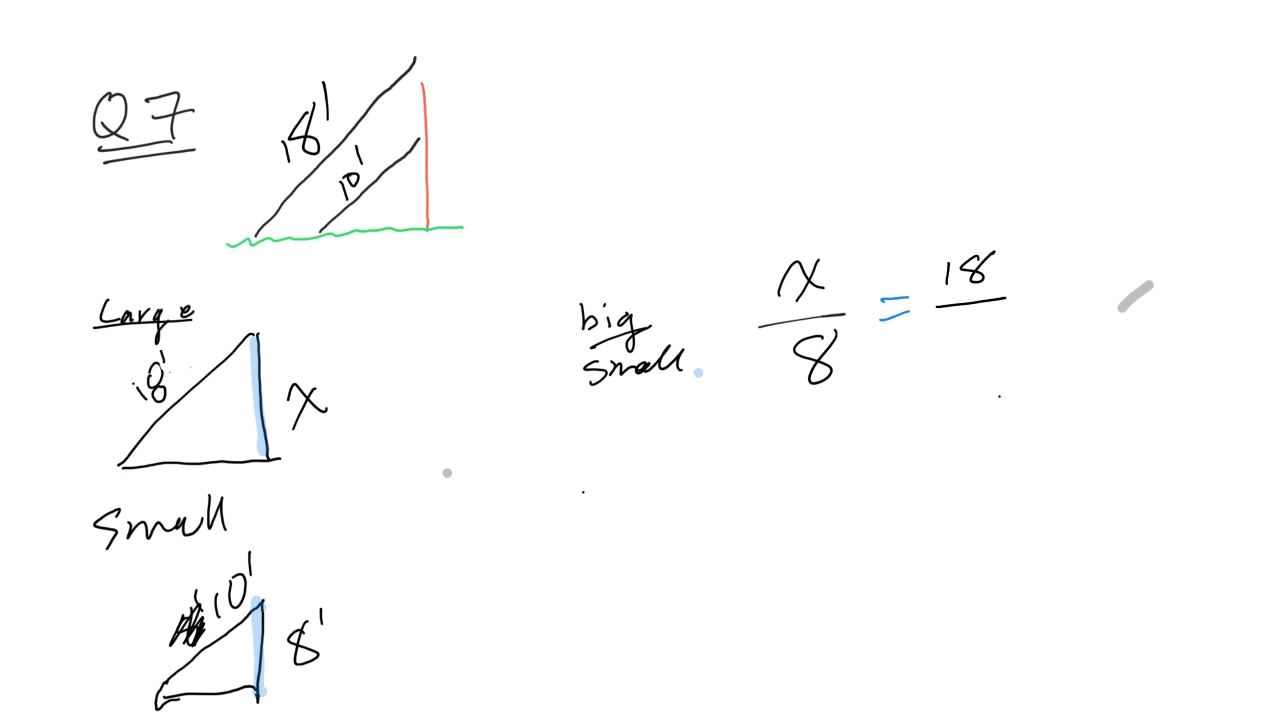 Q7
18'
10'
Large
18'
x
small
10'
8'
big
small
x
8
=
18